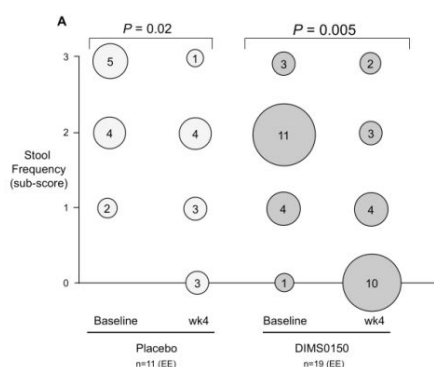 A
P = 0.02
P = 0.005
3
5
1
3
2
2
4
4
11
3
Stool
Frequency
(sub-score)
1
2
3
4
4
0
3
1
10
Baseline
wk4
Baseline
wk4
Placebo
DIMS0150
n=11 (EE)
n=19 (EE)